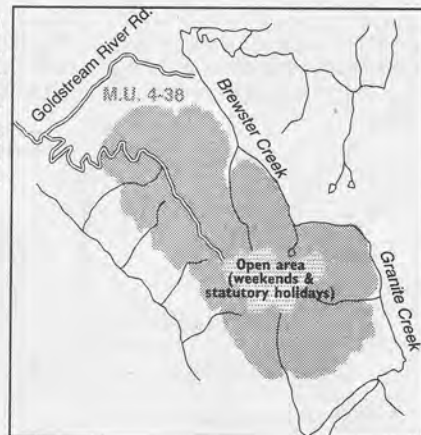 Goldstream River Rd.
M.U. 4-38
Brewster Creek
Open area
(weekends &
statutory holidays)
Granite Creek